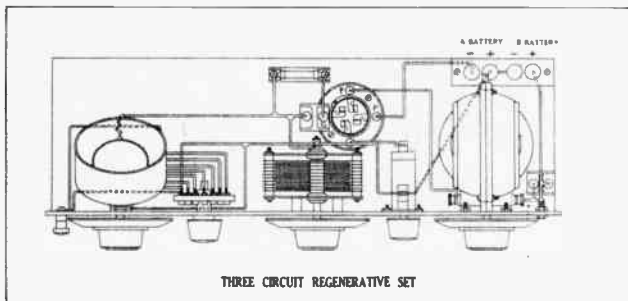 A BATTERY B BATTERY
- + - +
THREE CIRCUIT REGENERATIVE SET